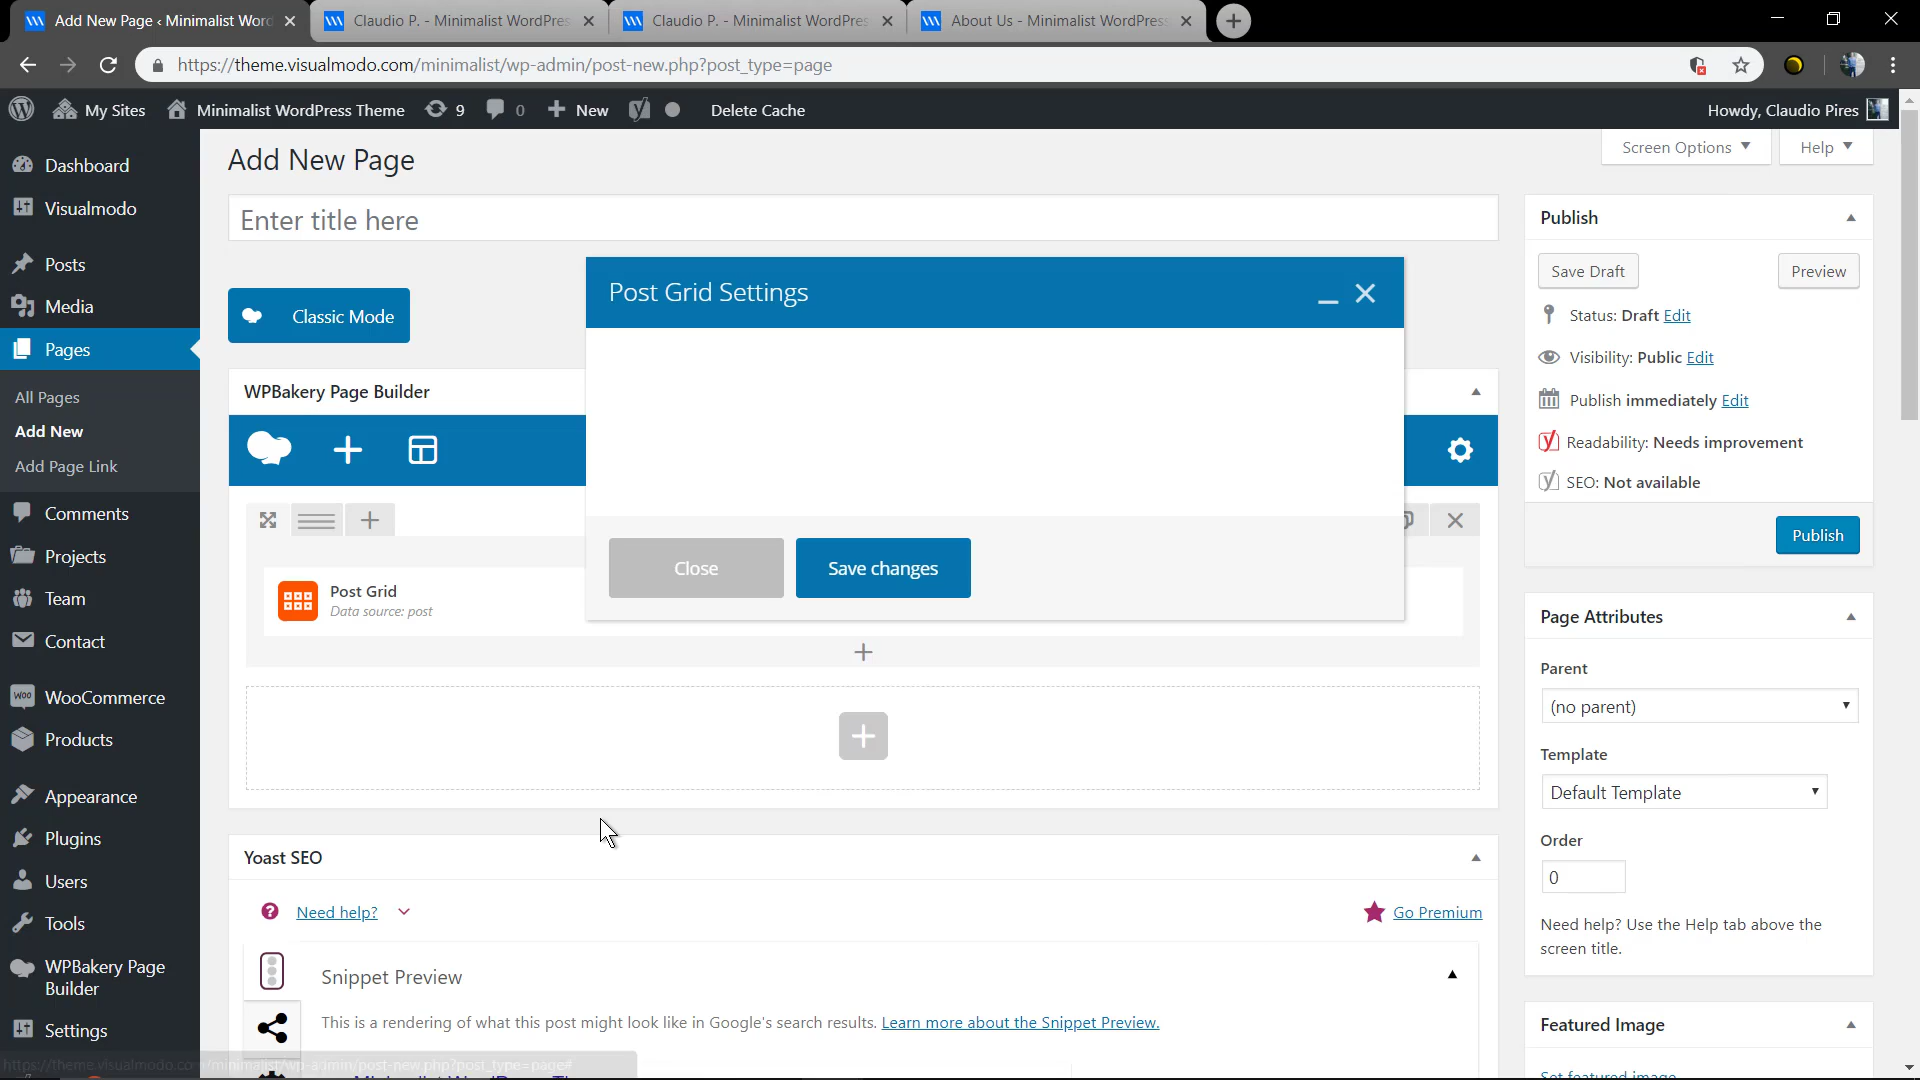 Add New Page ‹ Minimalist Wor
Claudio P. - Minimalist WordPres
Claudio P. - Minimalist WordPres
About Us - Minimalist WordPress
https://theme.visualmodo.com/minimalist/wp-admin/post-new.php?post_type=page
My Sites
Minimalist WordPress Theme
9
0
New
Delete Cache
Howdy, Claudio Pires
Dashboard
Visualmodo
Posts
Media
Pages
All Pages
Add New
Add Page Link
Comments
Projects
Team
Contact
WooCommerce
Products
Appearance
Plugins
Users
Tools
WPBakery Page
Builder
Settings
Add New Page
Screen Options
Help
Enter title here
Classic Mode
WPBakery Page Builder
Post Grid Settings
Close
Save changes
Post Grid
Data source: post
Yoast SEO
Need help?
Go Premium
Snippet Preview
This is a rendering of what this post might look like in Google's search results. Learn more about the Snippet Preview.
Publish
Save Draft
Preview
Status: Draft Edit
Visibility: Public Edit
Publish immediately Edit
Readability: Needs improvement
SEO: Not available
Publish
Page Attributes
Parent
(no parent)
Template
Default Template
Order
0
Need help? Use the Help tab above the
screen title.
Featured Image
Set featured image
https://theme.visualmodo.com/minimalist/wp-admin/post-new.php?post_type=page#